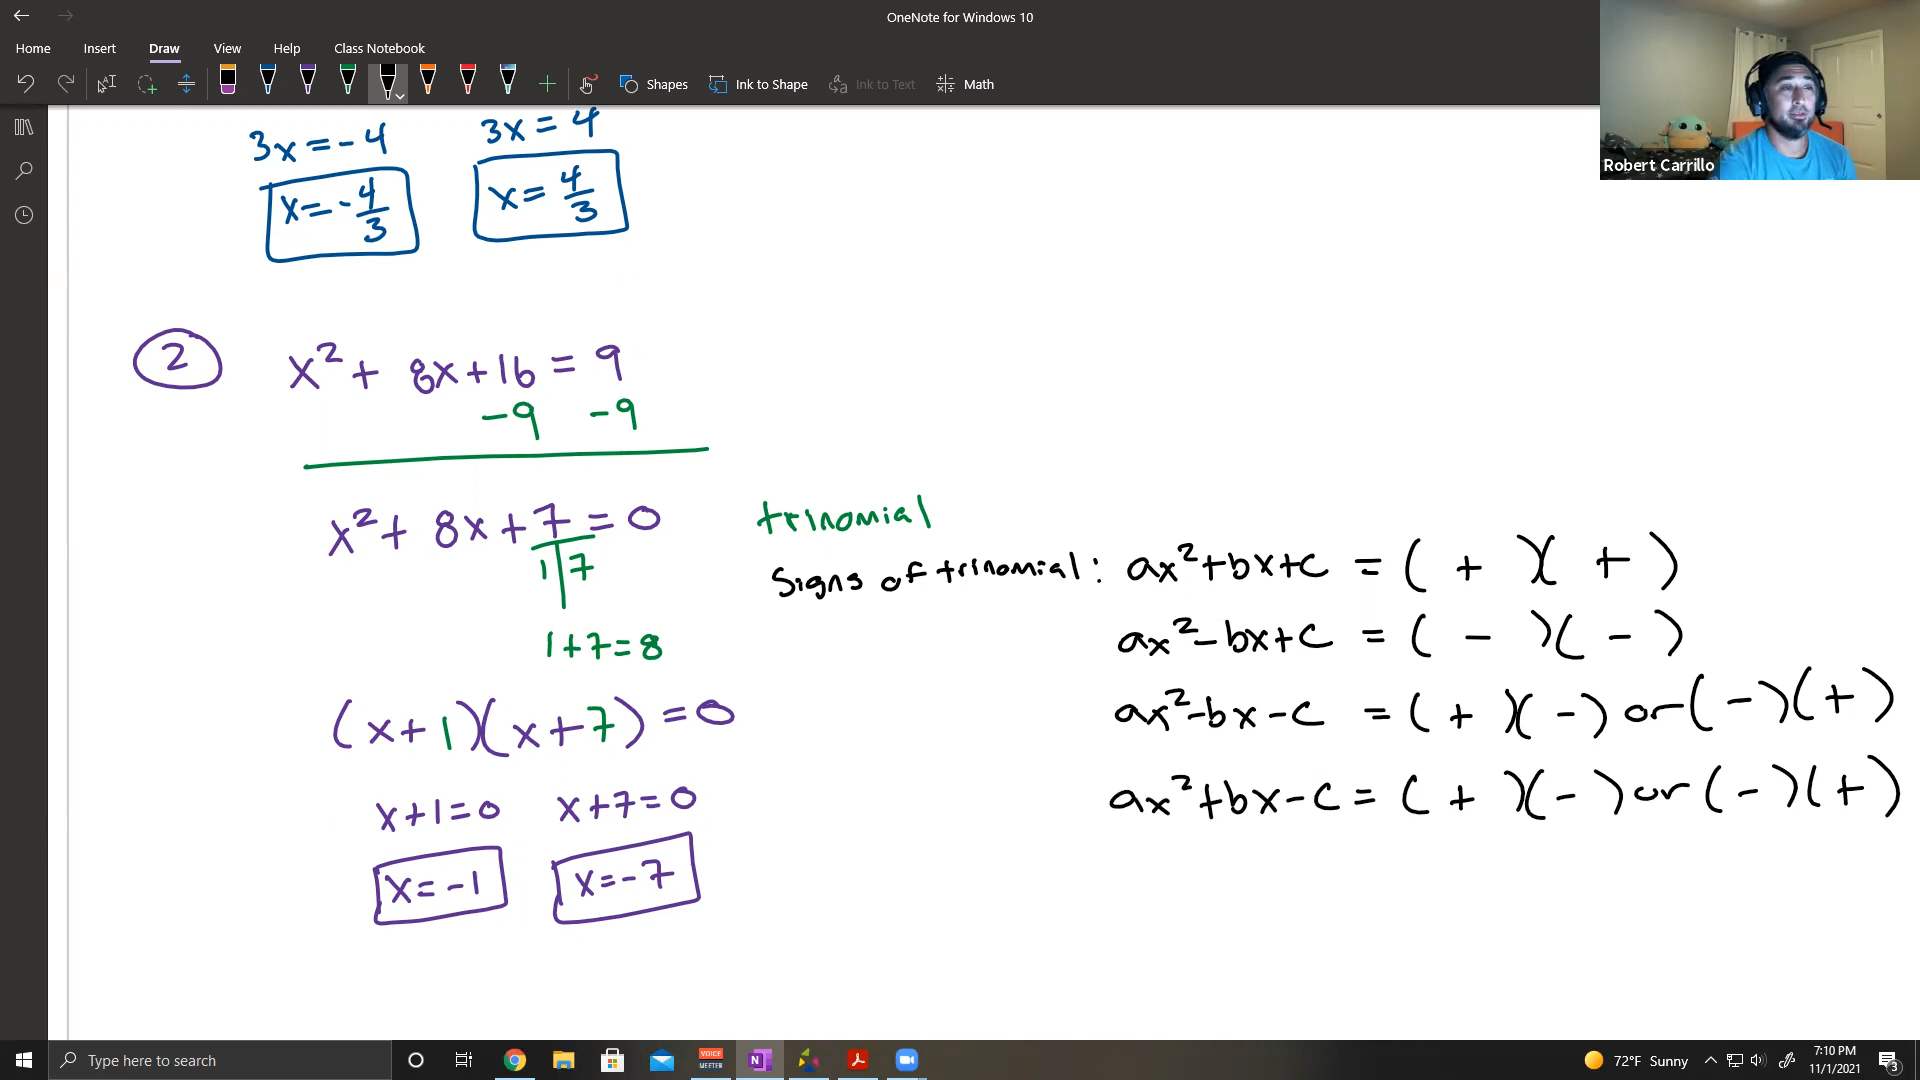 OneNote for Windows 10
Home Insert Draw View Help Class Notebook
Shapes Ink to Shape Ink to Text Math
Robert Carrillo
3x = -4 3x = 4
x = -4/3 x = 4/3
2 x² + 8x + 16 = 9
-9 -9
x² + 8x + 7 = 0 trinomial
1 | 7
Signs of trinomial: ax² + bx + c = ( + )( + )
ax² - bx + c = ( - )( - )
1 + 7 = 8
ax² - bx - c = ( + )( - ) or ( - )( + )
(x + 1)(x + 7) = 0
ax² + bx - c = ( + )( - ) or ( - )( + )
x + 1 = 0 x + 7 = 0
x = -1 x = -7
Type here to search
VOICE
MEETER
N
72°F Sunny
7:10 PM
11/1/2021
3